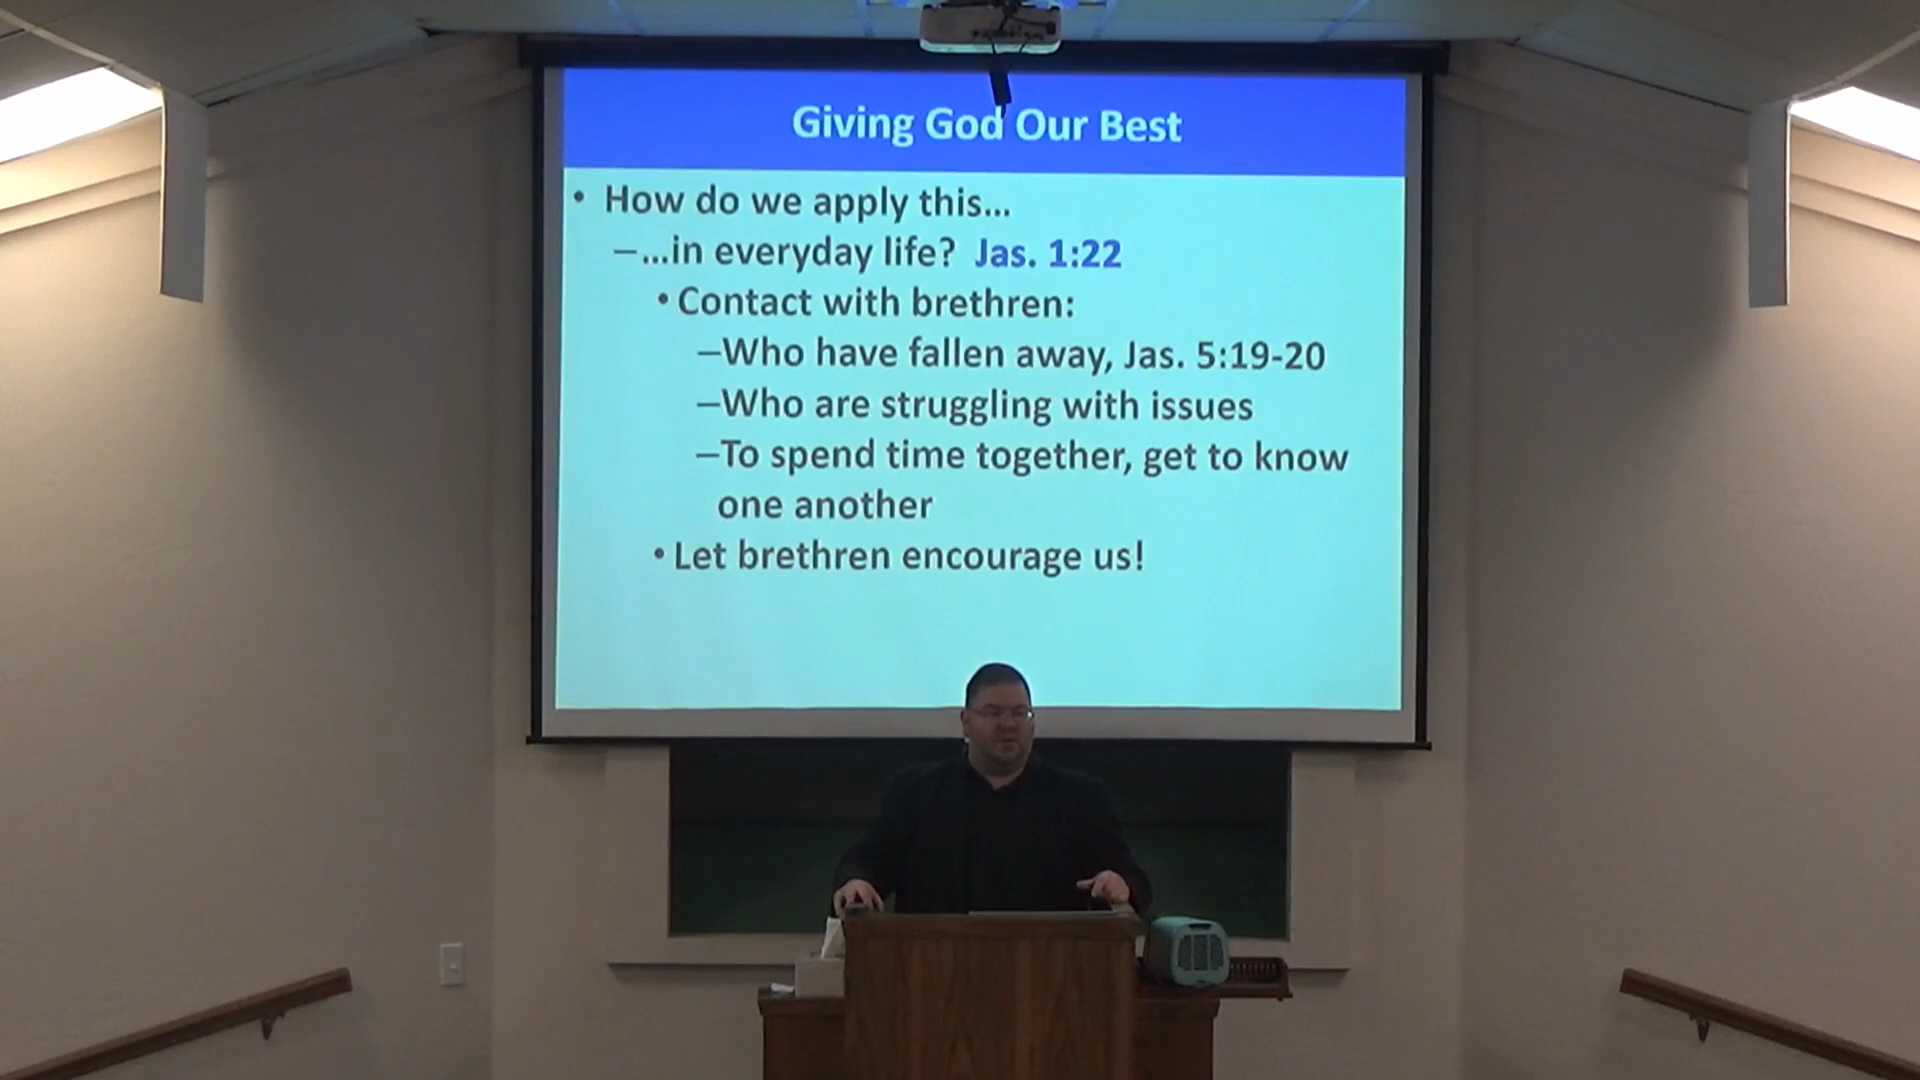 Giving God Our Best
• How do we apply this...
–...in everyday life? Jas. 1:22
• Contact with brethren:
–Who have fallen away, Jas. 5:19-20
–Who are struggling with issues
–To spend time together, get to know
one another
• Let brethren encourage us!